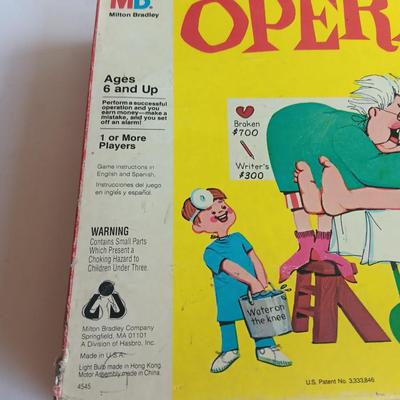 MB
Milton Bradley
Ages
6 and Up
Perform a successful
operation and you
earn money—make a
mistake, and you set
off an alarm!
1 or More
Players
Game instructions in
English and Spanish.
Instrucciones del juego
en inglés y español.
WARNING
Contains Small Parts
Which Present a
Choking Hazard to
Children Under Three.
Milton Bradley Company
Springfield, MA 01101
A Division of Hasbro, Inc.
Made in U.S.A.
Light Bulb made in Hong Kong
Motor Assembly made in China.
4545
OPER
Broken
$700
Writer's
$300
Water on
the knee
U.S. Patent No. 3,333,846